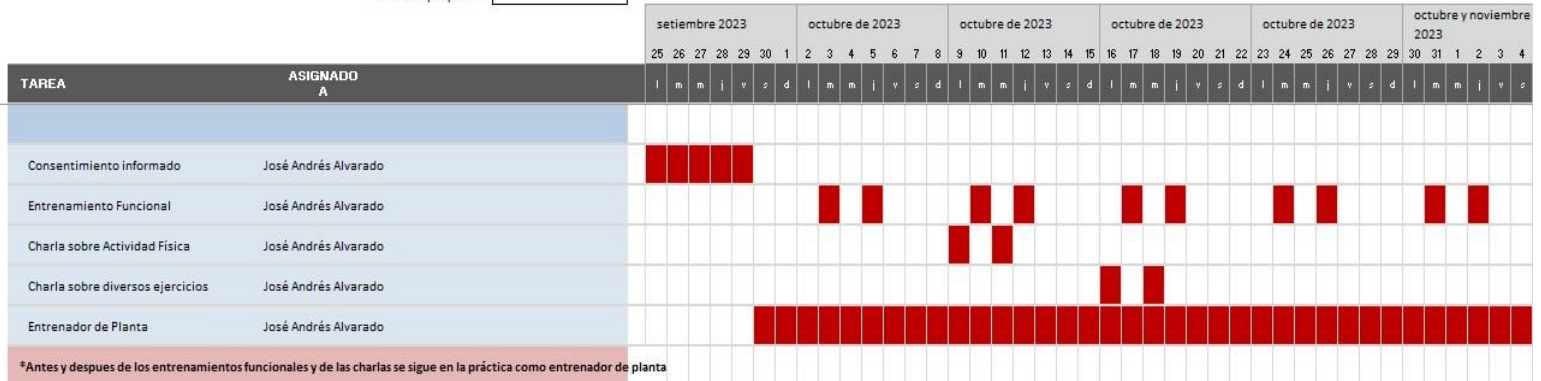 setiembre 2023 octubre de 2023 octubre de 2023 octubre de 2023 octubre de 2023 octubre y noviembre 2023
25 26 27 28 29 30 1 2 3 4 5 6 7 8 9 10 11 12 13 14 15 16 17 18 19 20 21 22 23 24 25 26 27 28 29 30 31 1 2 3 4
TAREA ASIGNADO A l m m j v s d l m m j v s d l m m j v s d l m m j v s d l m m j v s d l m m j v s
Consentimiento informado José Andrés Alvarado
Entrenamiento Funcional José Andrés Alvarado
Charla sobre Actividad Física José Andrés Alvarado
Charla sobre diversos ejercicios José Andrés Alvarado
Entrenador de Planta José Andrés Alvarado
*Antes y despues de los entrenamientos funcionales y de las charlas se sigue en la práctica como entrenador de planta